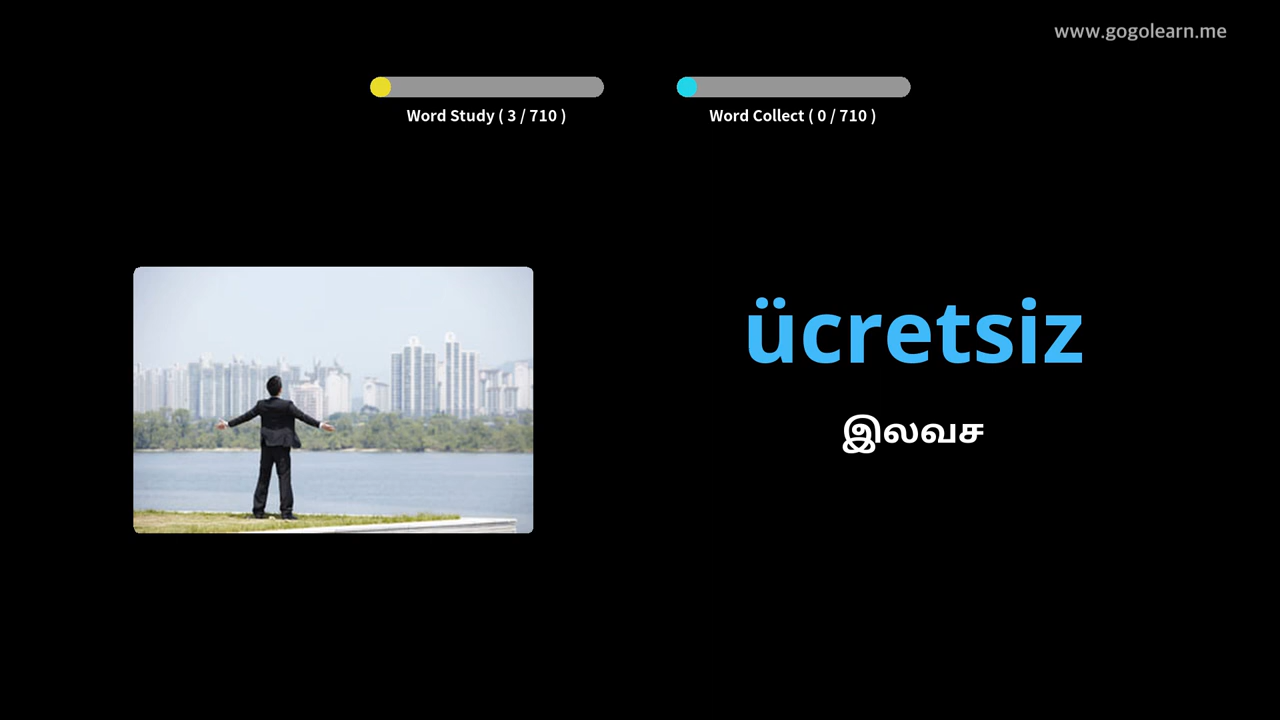 www.gogolearn.me
Word Study ( 3 / 710 )
Word Collect ( 0 / 710 )
ücretsiz
இலவச